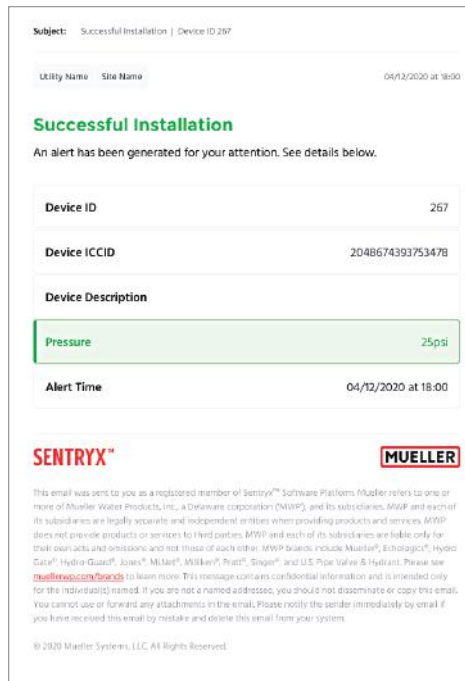 Subject: Successful Installation | Device ID 267
Utility Name Site Name 04/12/2020 at 18:00
Successful Installation
An alert has been generated for your attention. See details below.
Device ID 267
Device ICCID 2048674393753478
Device Description
Pressure 25psi
Alert Time 04/12/2020 at 18:00
SENTRYX™ MUELLER
This email was sent to you as a registered member of Sentryx™ Software Platform. Mueller refers to one or
more of Mueller Water Products, Inc., a Delaware corporation ("MWP"), and its subsidiaries. MWP and each of
its subsidiaries are legally separate and independent entities when providing products and services. MWP
does not provide products or services to third parties. MWP and each of its subsidiaries are liable only for
their own acts and omissions and not those of each other. MWP brands include Mueller®, Echologics®, Hydro
Gate®, Hydro-Guard®, Jones®, Milliken®, Pratt®, Singer®, and U.S. Pipe Valve & Hydrant. Please see
muellerwp.com/brands to learn more. This message contains confidential information and is intended only
for the individual(s) named. If you are not a named addressee, you should not disseminate or copy this email.
You cannot use or forward any attachments in the email. Please notify the sender immediately by email if
you have received this email by mistake and delete this email from your system.
© 2020 Mueller Systems, LLC. All Rights Reserved.